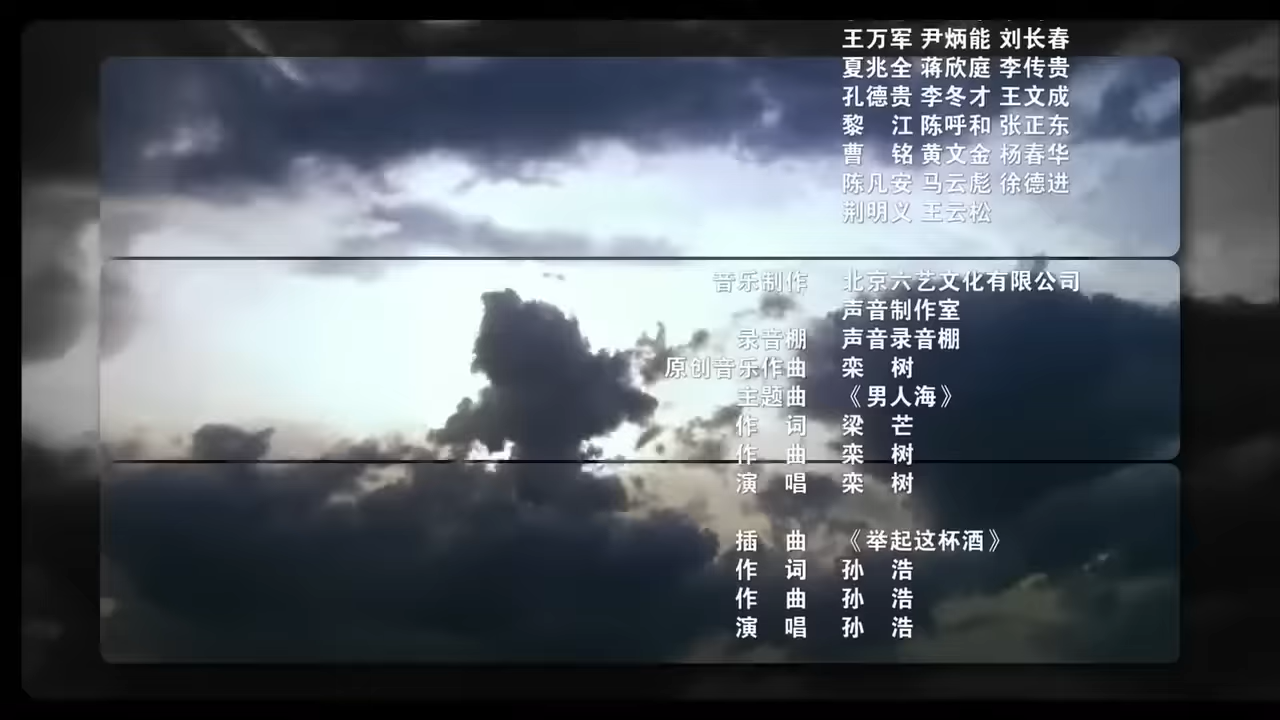 王万军 尹炳能 刘长春
夏兆全 蒋欣庭 李传贵
孔德贵 李冬才 王文成
黎 江 陈呼和 张正东
曹 铭 黄文金 杨春华
陈几安 马云彪 徐德进
荆明义 王云松
音乐制作 北京六艺文化有限公司
声音制作室
录音棚 声音录音棚
原创音乐作曲 栾 树
主题曲 《男人海》
作 词 梁 芒
作 曲 栾 树
演 唱 栾 树
插 曲 《举起这杯酒》
作 词 孙 浩
作 曲 孙 浩
演 唱 孙 浩